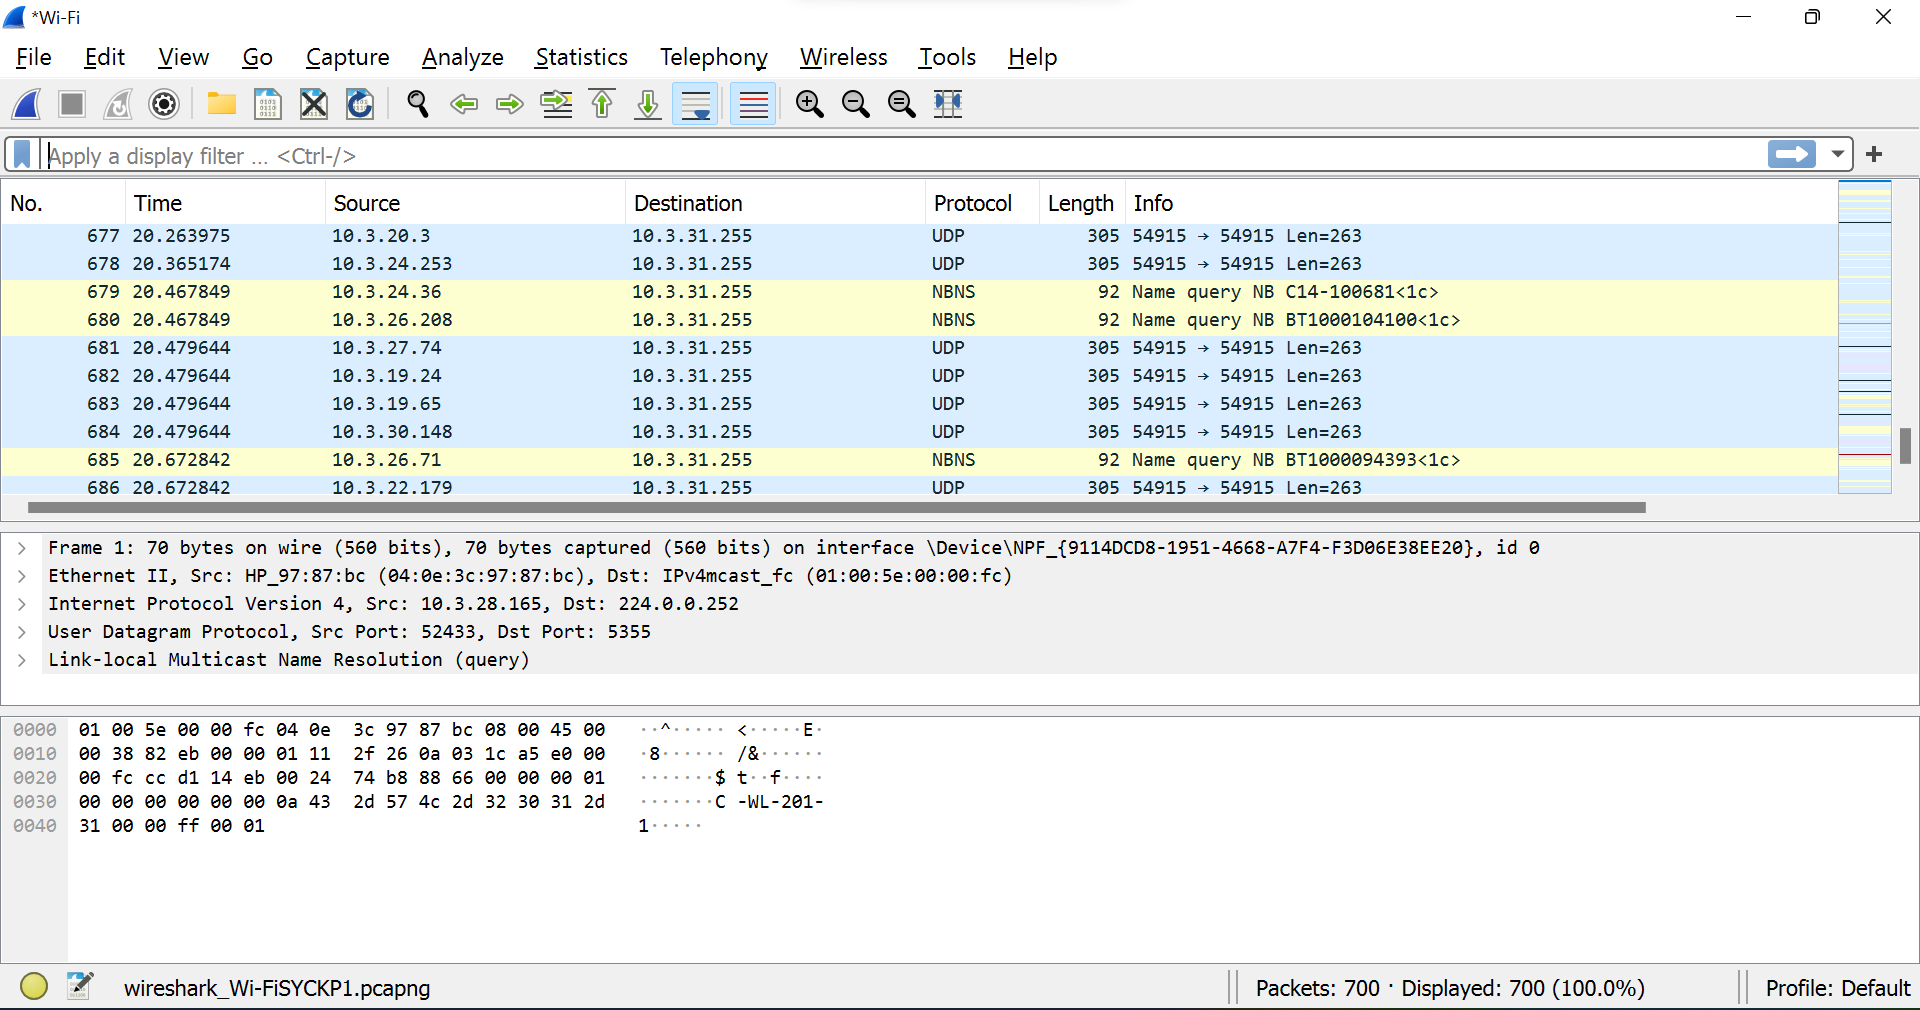 *Wi-Fi
File Edit View Go Capture Analyze Statistics Telephony Wireless Tools Help
Apply a display filter ... <Ctrl-/>
No. Time Source Destination Protocol Length Info
677 20.263975 10.3.20.3 10.3.31.255 UDP 305 54915 → 54915 Len=263
678 20.365174 10.3.24.253 10.3.31.255 UDP 305 54915 → 54915 Len=263
679 20.467849 10.3.24.36 10.3.31.255 NBNS 92 Name query NB C14-100681<1c>
680 20.467849 10.3.26.208 10.3.31.255 NBNS 92 Name query NB BT1000104100<1c>
681 20.479644 10.3.27.74 10.3.31.255 UDP 305 54915 → 54915 Len=263
682 20.479644 10.3.19.24 10.3.31.255 UDP 305 54915 → 54915 Len=263
683 20.479644 10.3.19.65 10.3.31.255 UDP 305 54915 → 54915 Len=263
684 20.479644 10.3.30.148 10.3.31.255 UDP 305 54915 → 54915 Len=263
685 20.672842 10.3.26.71 10.3.31.255 NBNS 92 Name query NB BT1000094393<1c>
686 20.672842 10.3.22.179 10.3.31.255 UDP 305 54915 → 54915 Len=263
Frame 1: 70 bytes on wire (560 bits), 70 bytes captured (560 bits) on interface \Device\NPF_{9114DCD8-1951-4668-A7F4-F3D06E38EE20}, id 0
Ethernet II, Src: HP_97:87:bc (04:0e:3c:97:87:bc), Dst: IPv4mcast_fc (01:00:5e:00:00:fc)
Internet Protocol Version 4, Src: 10.3.28.165, Dst: 224.0.0.252
User Datagram Protocol, Src Port: 52433, Dst Port: 5355
Link-local Multicast Name Resolution (query)
0000 01 00 5e 00 00 fc 04 0e 3c 97 87 bc 08 00 45 00 ··^····· <·····E·
0010 00 38 82 eb 00 00 01 11 2f 26 0a 03 1c a5 e0 00 ·8······ /&······
0020 00 fc cc d1 14 eb 00 24 74 b8 88 66 00 00 00 01 ·······$ t··f····
0030 00 00 00 00 00 00 0a 43 2d 57 4c 2d 32 30 31 2d ·······C -WL-201-
0040 31 00 00 ff 00 01 1·····
wireshark_Wi-FiSYCKP1.pcapng Packets: 700 · Displayed: 700 (100.0%) Profile: Default